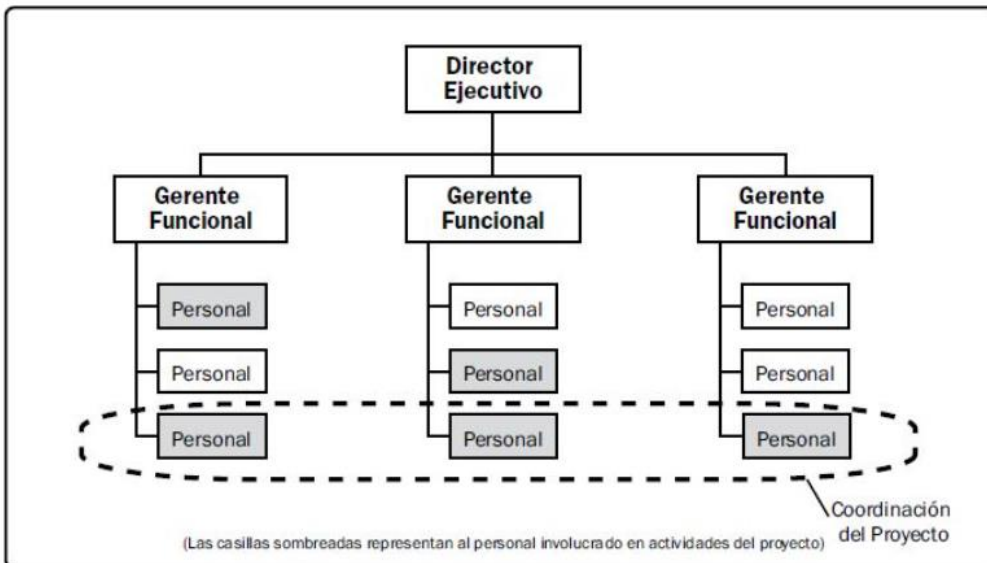 Director
Ejecutivo
Gerente
Funcional
Gerente
Funcional
Gerente
Funcional
Personal
Personal
Personal
Personal
Personal
Personal
Personal
Personal
Personal
Coordinación
del Proyecto
(Las casillas sombreadas representan al personal involucrado en actividades del proyecto)